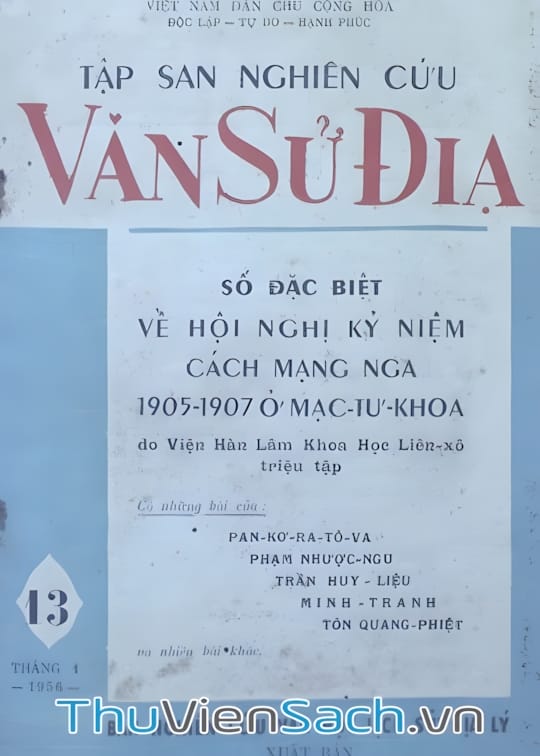 VIỆT NAM DÂN CHỦ CỘNG HÒA
ĐỘC LẬP – TỰ DO – HẠNH PHÚC
TẬP SAN NGHIÊN CỨU
VĂN SỬ ĐỊA
SỐ ĐẶC BIỆT
VỀ HỘI NGHỊ KỶ NIỆM
CÁCH MẠNG NGA
1905-1907 Ở MẠC-TƯ-KHOA
do Viện Hàn Lâm Khoa Học Liên-xô
triệu tập
Có những bài của :
PAN-KƠ-RA-TÔ-VA
PHẠM NHƯỢC-NGU
TRẦN HUY - LIỆU
MINH - TRANH
TÔN QUANG-PHIỆT
và nhiều bài khác.
13
THÁNG 1
— 1956 —
ThuVienSach.vn
LÝ
XUẤT BẢN